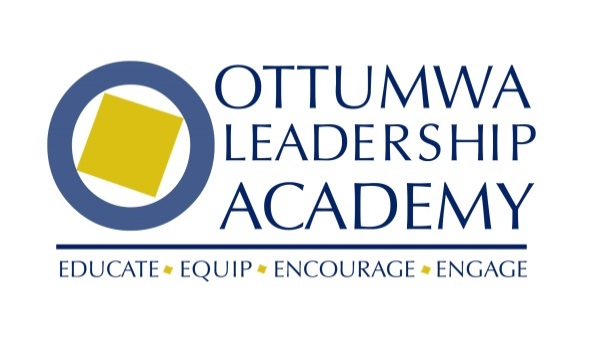 OTTUMWA
LEADERSHIP
ACADEMY
EDUCATE EQUIP ENCOURAGE ENGAGE